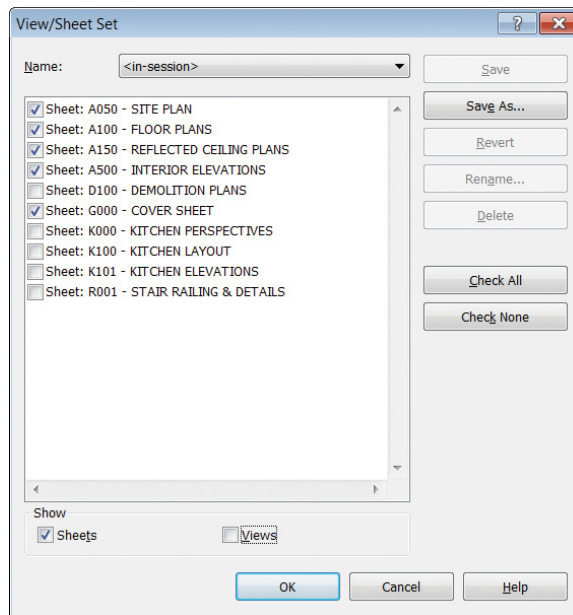 View/Sheet Set
Name: <in-session>
Save
Sheet: A050 - SITE PLAN
Sheet: A100 - FLOOR PLANS
Sheet: A150 - REFLECTED CEILING PLANS
Sheet: A500 - INTERIOR ELEVATIONS
Sheet: D100 - DEMOLITION PLANS
Sheet: G000 - COVER SHEET
Sheet: K000 - KITCHEN PERSPECTIVES
Sheet: K100 - KITCHEN LAYOUT
Sheet: K101 - KITCHEN ELEVATIONS
Sheet: R001 - STAIR RAILING & DETAILS
Save As...
Revert
Rename...
Delete
Check All
Check None
Show
Sheets
Views
OK
Cancel
Help